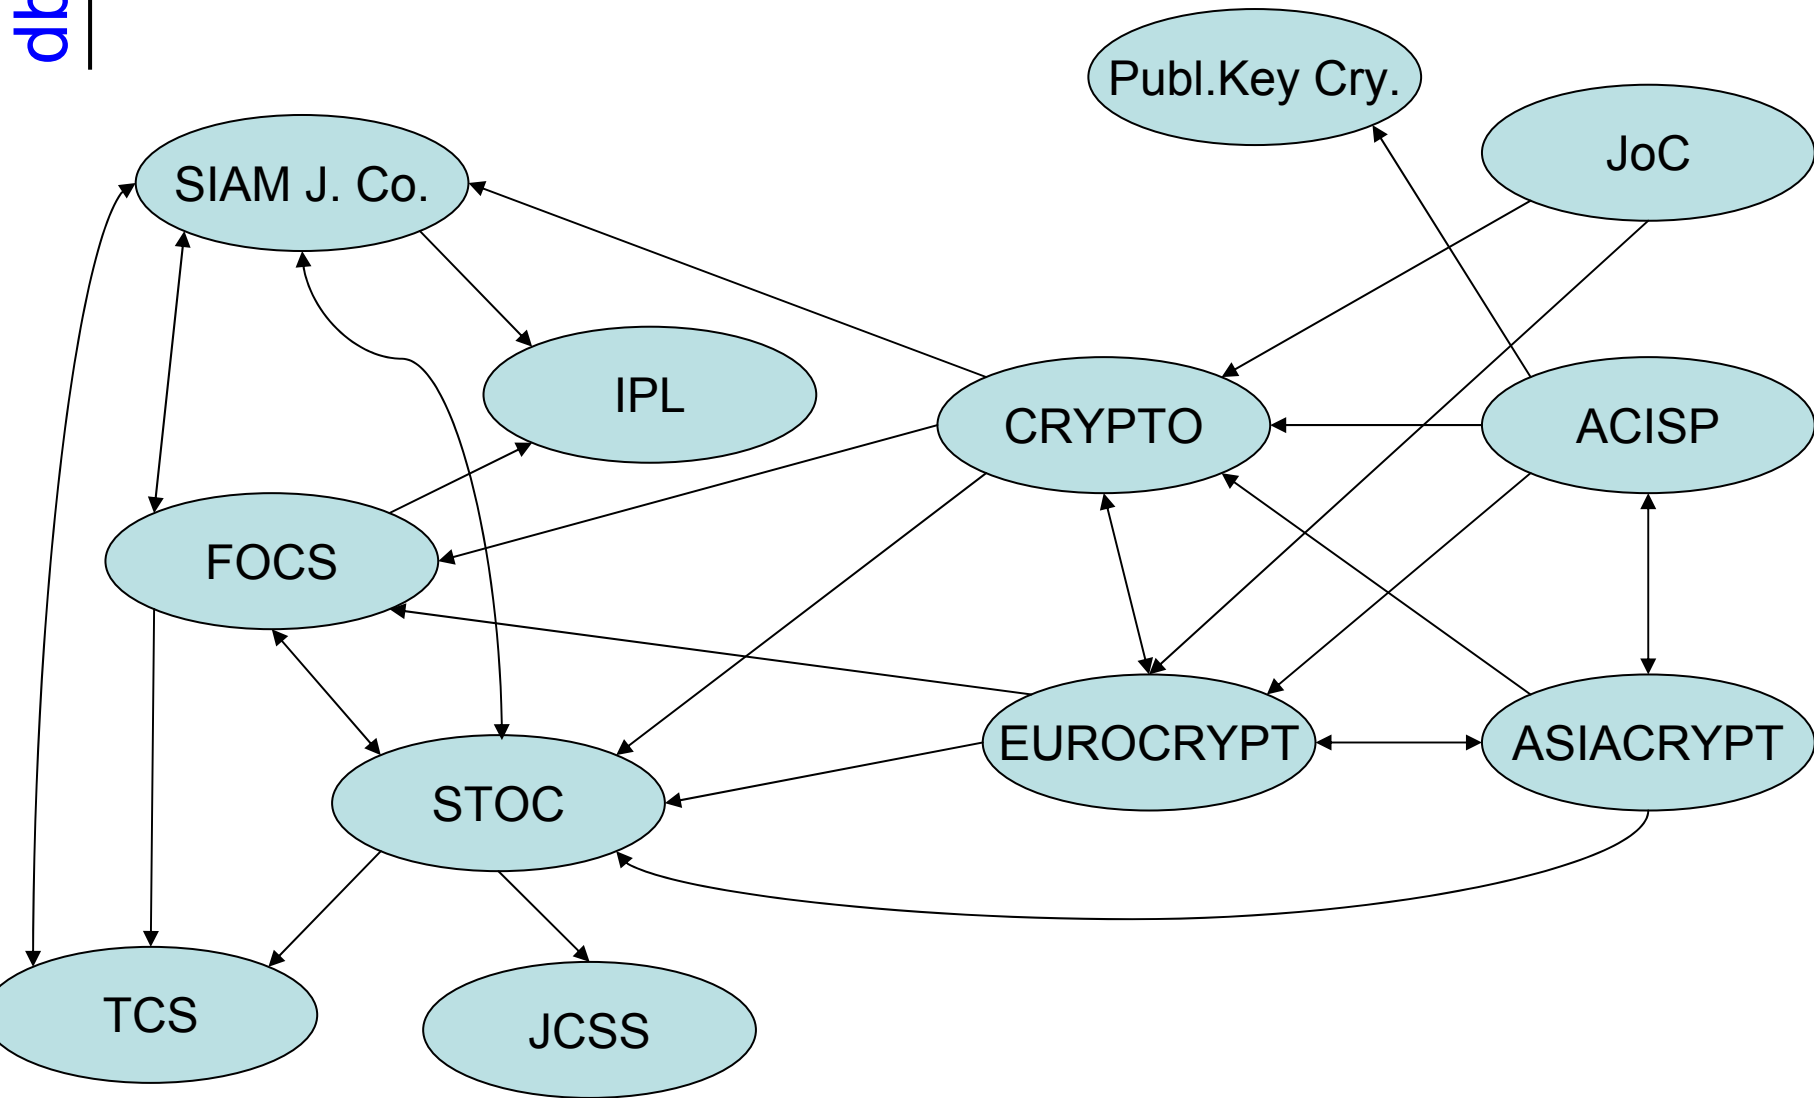 Publ.Key Cry.
JoC
SIAM J. Co.
IPL
CRYPTO
ACISP
FOCS
EUROCRYPT
ASIACRYPT
STOC
TCS
JCSS